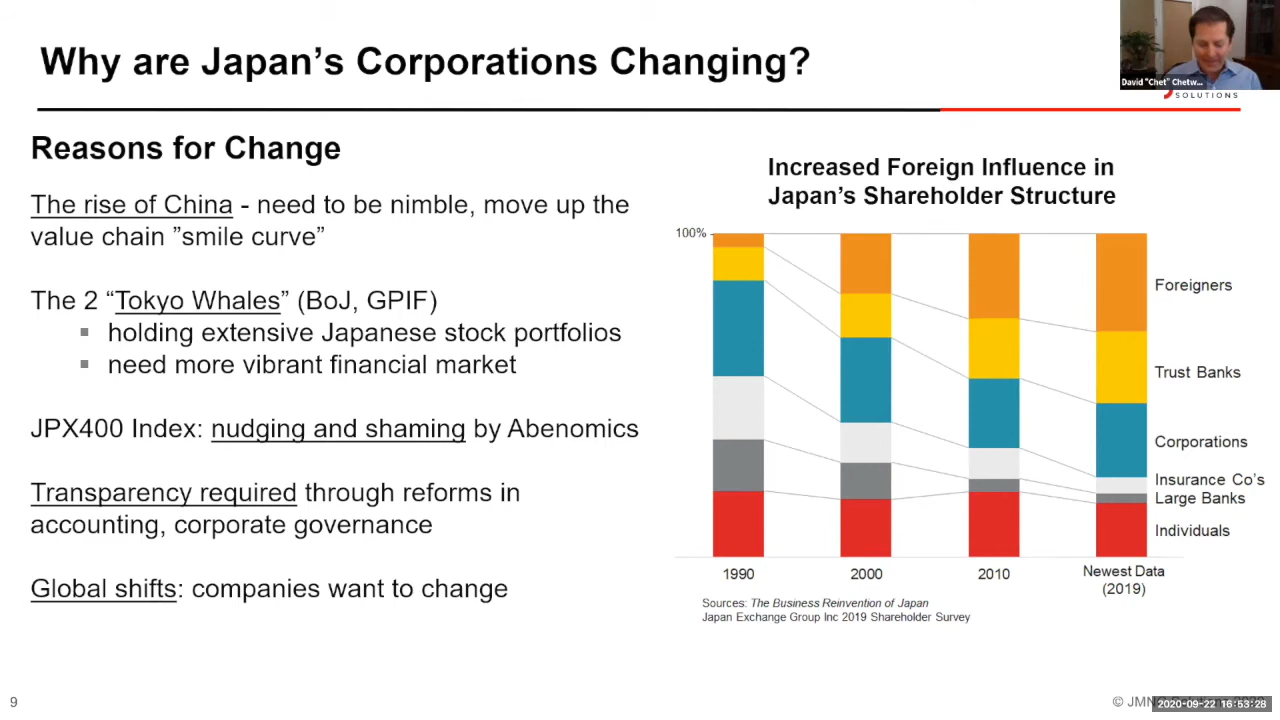 Why are Japan’s Corporations Changing?
David "Chet" Chetw...
SOLUTIONS
Reasons for Change
The rise of China - need to be nimble, move up the
value chain ”smile curve”
The 2 “Tokyo Whales” (BoJ, GPIF)
▪ holding extensive Japanese stock portfolios
▪ need more vibrant financial market
JPX400 Index: nudging and shaming by Abenomics
Transparency required through reforms in
accounting, corporate governance
Global shifts: companies want to change
Increased Foreign Influence in
Japan’s Shareholder Structure
100%
Foreigners
Trust Banks
Corporations
Insurance Co’s
Large Banks
Individuals
1990
2000
2010
Newest Data
(2019)
Sources: The Business Reinvention of Japan
Japan Exchange Group Inc 2019 Shareholder Survey
9
©
2020-09-22 16:53:28